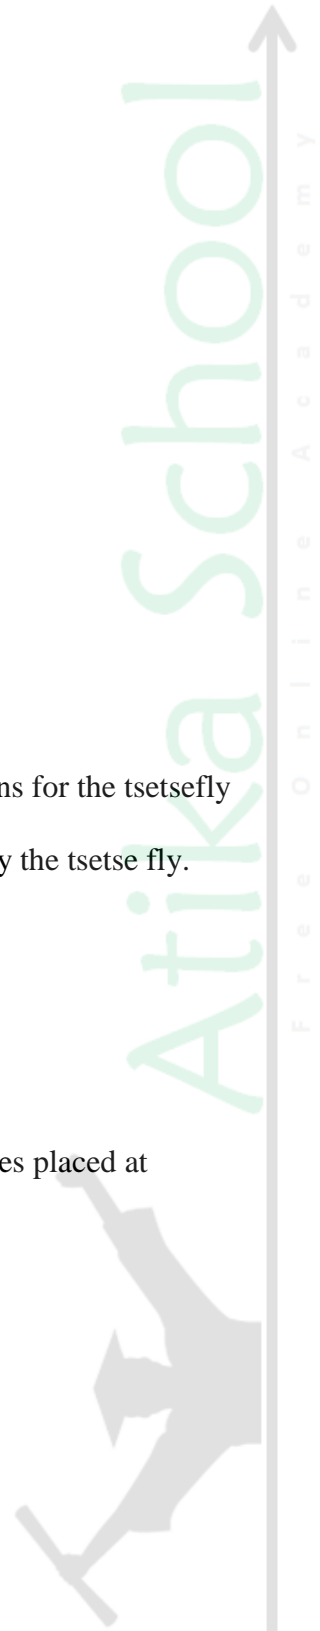 ns for the tsetsefly
y the tsetse fly.
es placed at
Atika School
Free Online Academy